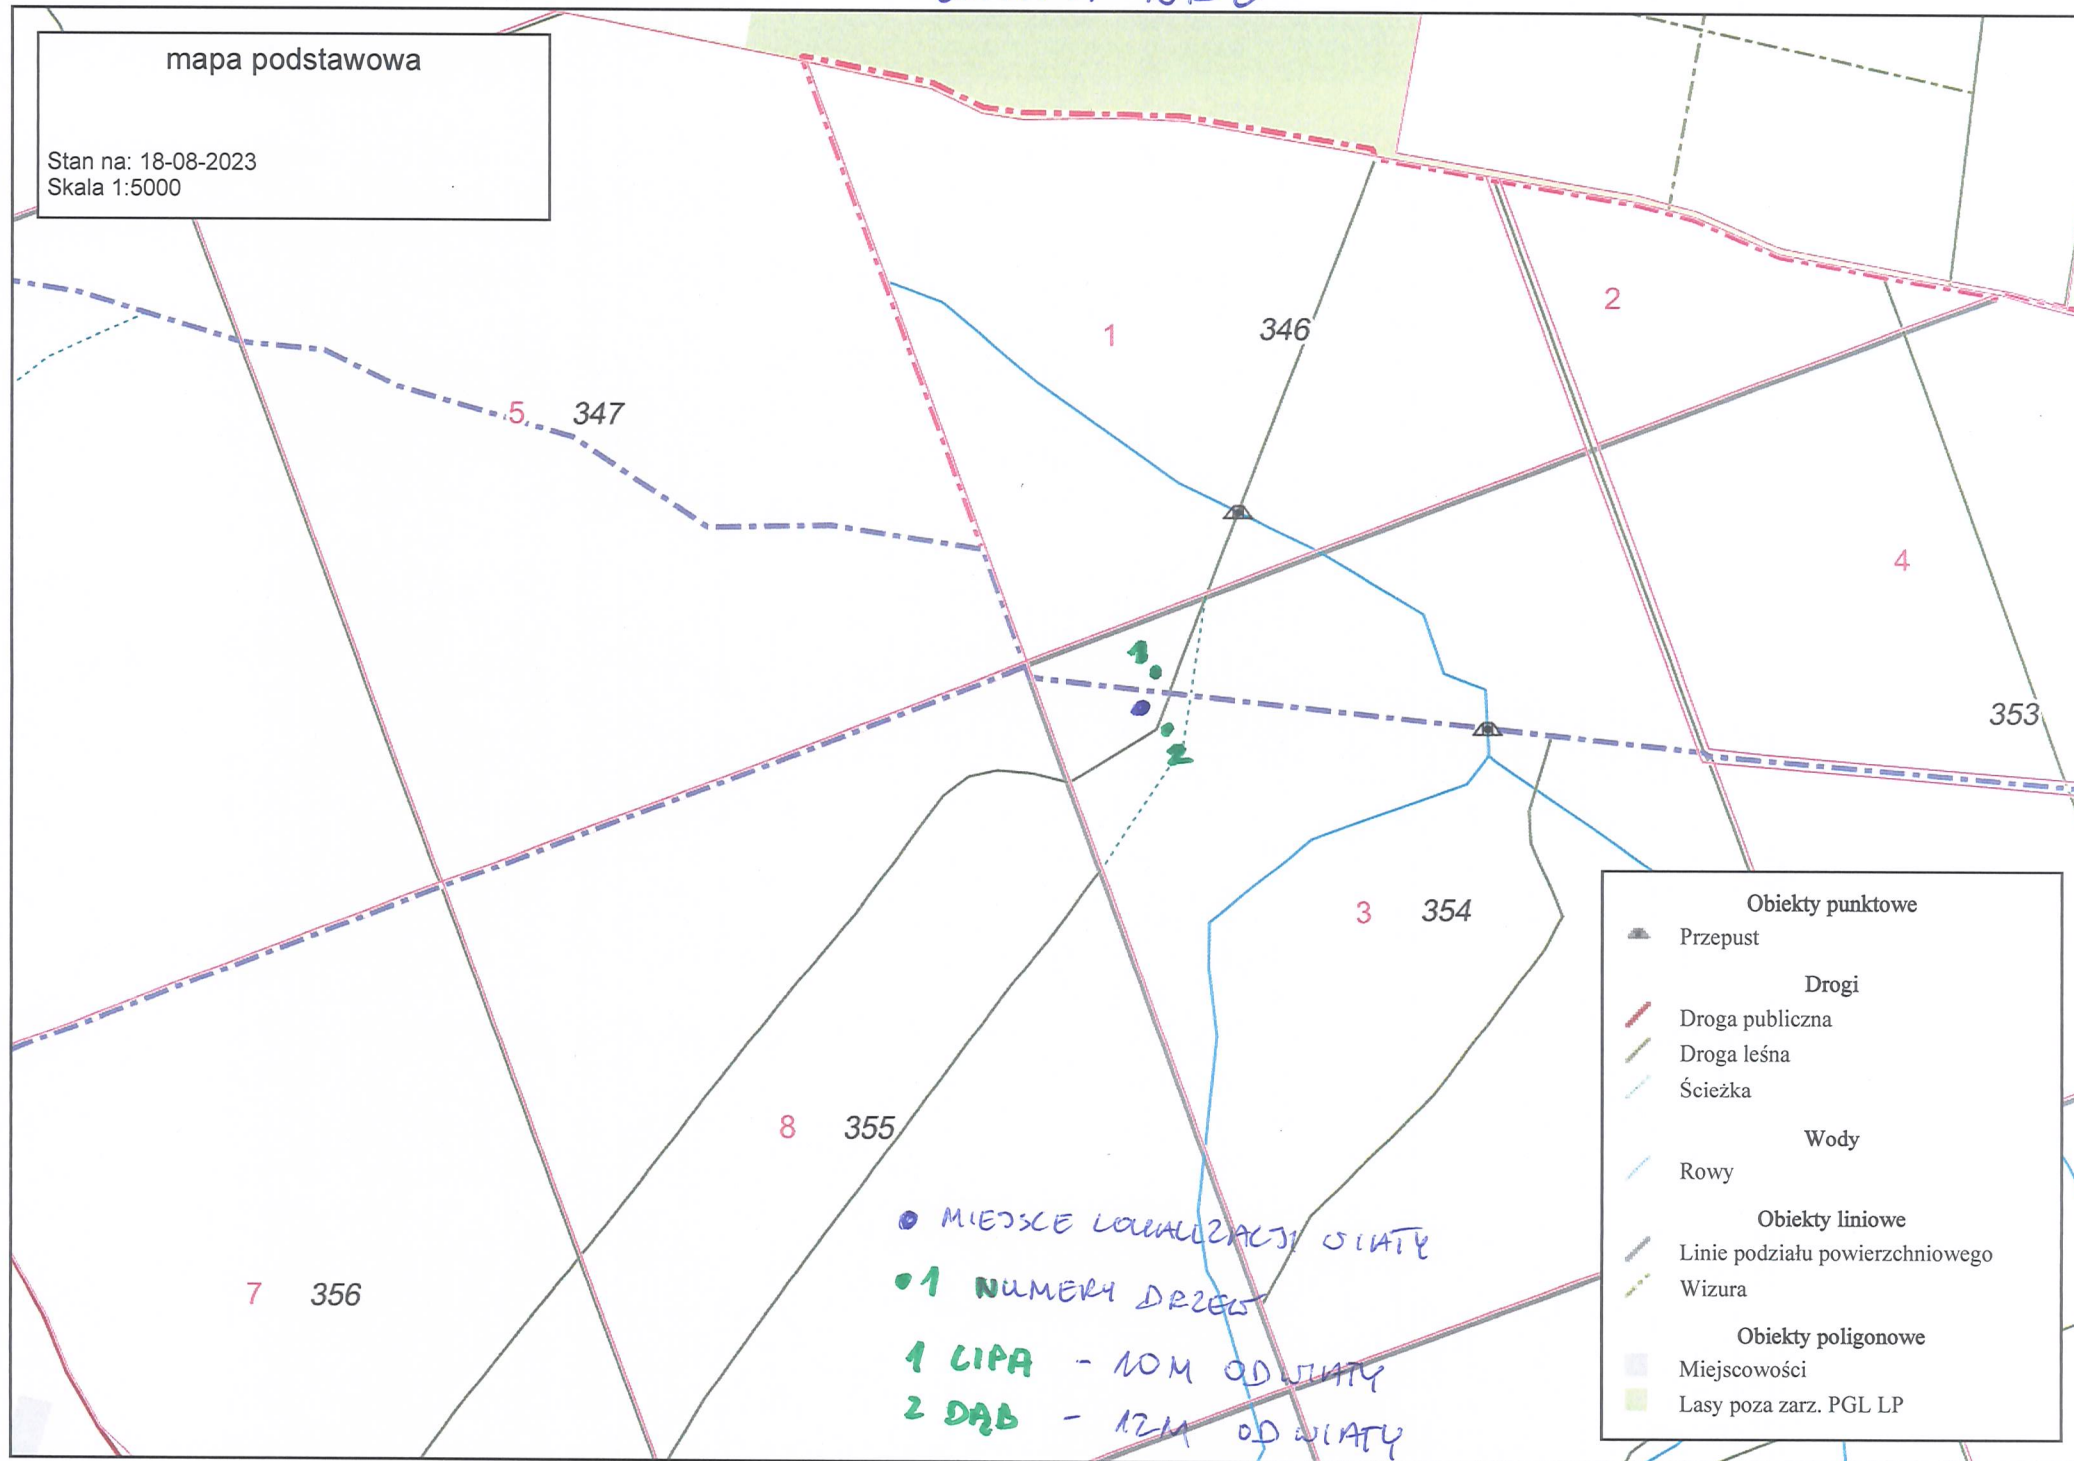 mapa podstawowa
Stan na: 18-08-2023
Skala 1:5000
1
346
2
5
347
4
1
353
2
3
354
8
355
7
356
MIEJSCE LOKALIZACJI WIATY
1 NUMERY DRZEW
1 LIPA - 10M OD WIATY
2 DĄB - 12M OD WIATY
Obiekty punktowe
Przepust
Drogi
Droga publiczna
Droga leśna
Ścieżka
Wody
Rowy
Obiekty liniowe
Linie podziału powierzchniowego
Wizura
Obiekty poligonowe
Miejscowości
Lasy poza zarz. PGL LP